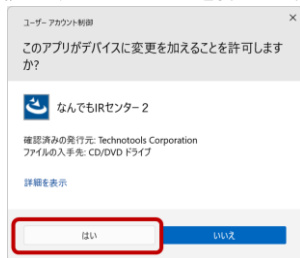 ユーザー アカウント制御
×
このアプリがデバイスに変更を加えることを許可します
か?
なんでもIRセンター2
確認済みの発行元: Technotools Corporation
ファイルの入手先: CD/DVD ドライブ
詳細を表示
はい
いいえ